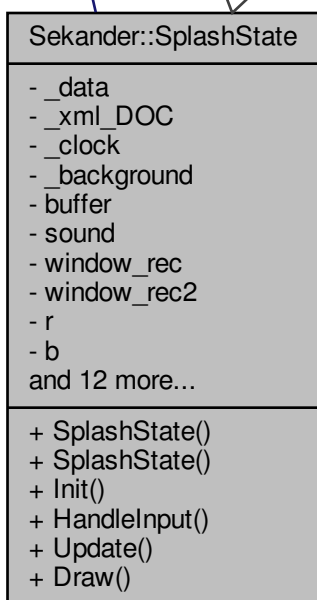 Sekander::SplashState
- _data
- _xml_DOC
- _clock
- _background
- buffer
- sound
- window_rec
- window_rec2
- r
- b
and 12 more...
+ SplashState()
+ SplashState()
+ Init()
+ HandleInput()
+ Update()
+ Draw()